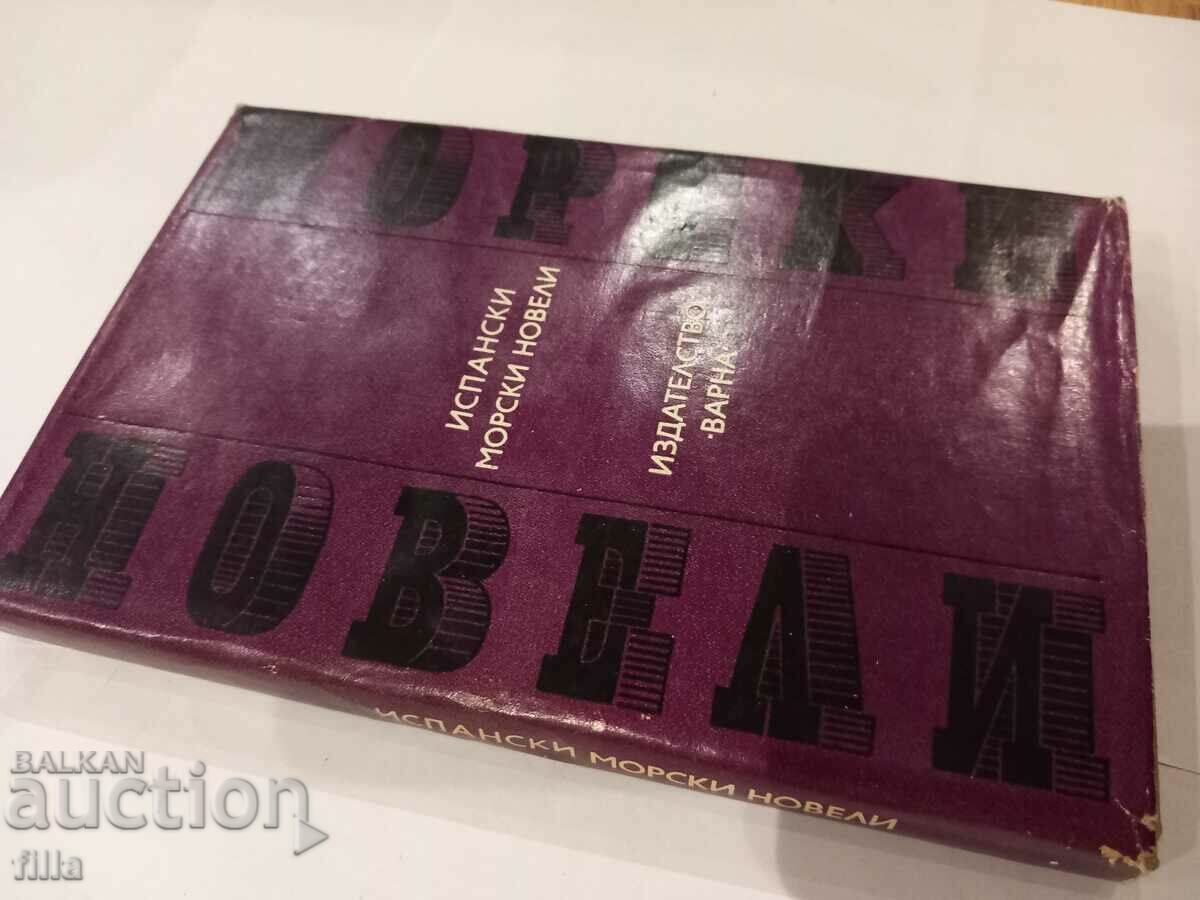 МОРСКИ
ИСПАНСКИ
МОРСКИ НОВЕЛИ
ИЗДАТЕЛСТВО
·ВАРНА·
НОВЕЛИ
ИСПАНСКИ МОРСКИ НОВЕЛИ
BALKAN
auction
filla